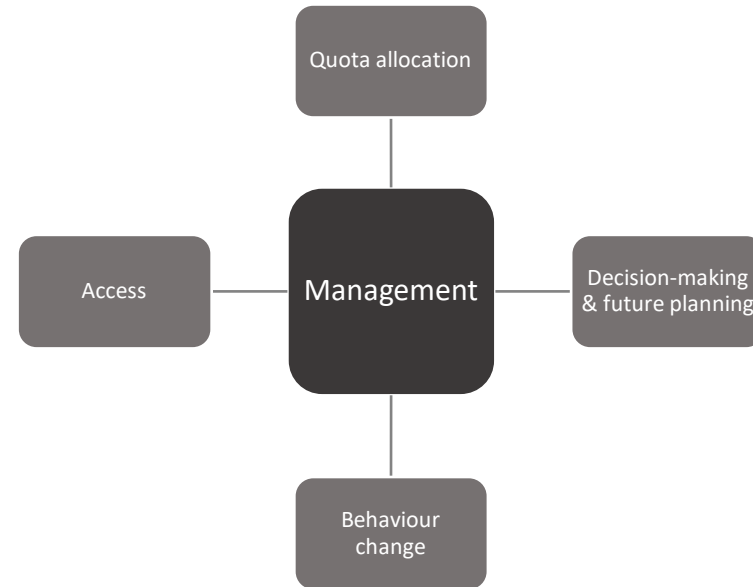 Quota allocation
Access
Management
Decision-making
& future planning
Behaviour
change